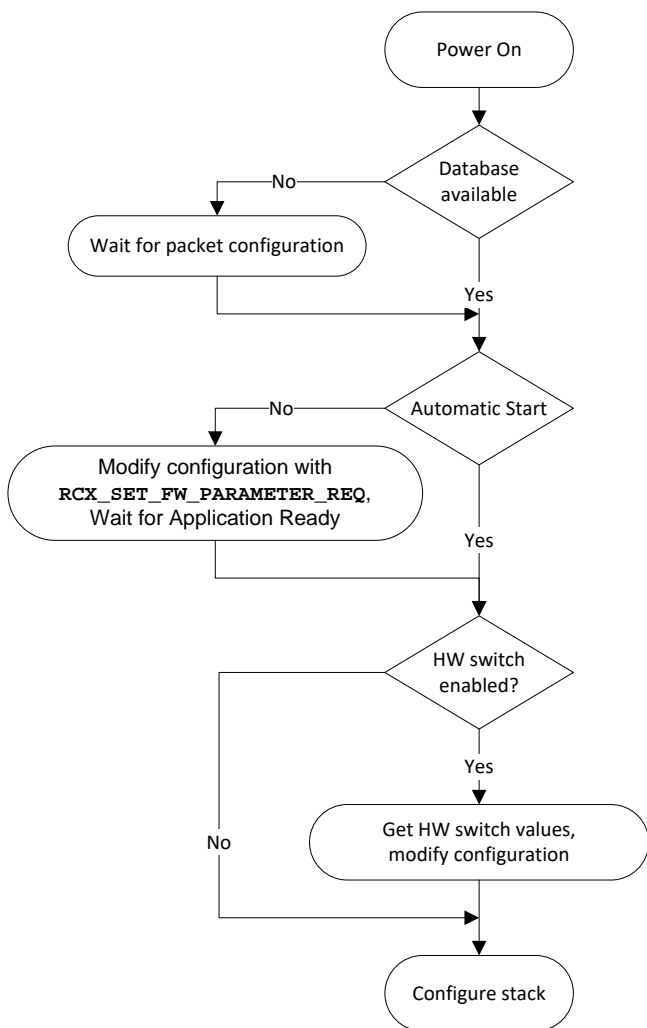 Power On
Database
available
No
Wait for packet configuration
Yes
Automatic Start
No
Modify configuration with
RCX_SET_FW_PARAMETER_REQ,
Wait for Application Ready
Yes
HW switch
enabled?
Yes
Get HW switch values,
modify configuration
No
Configure stack